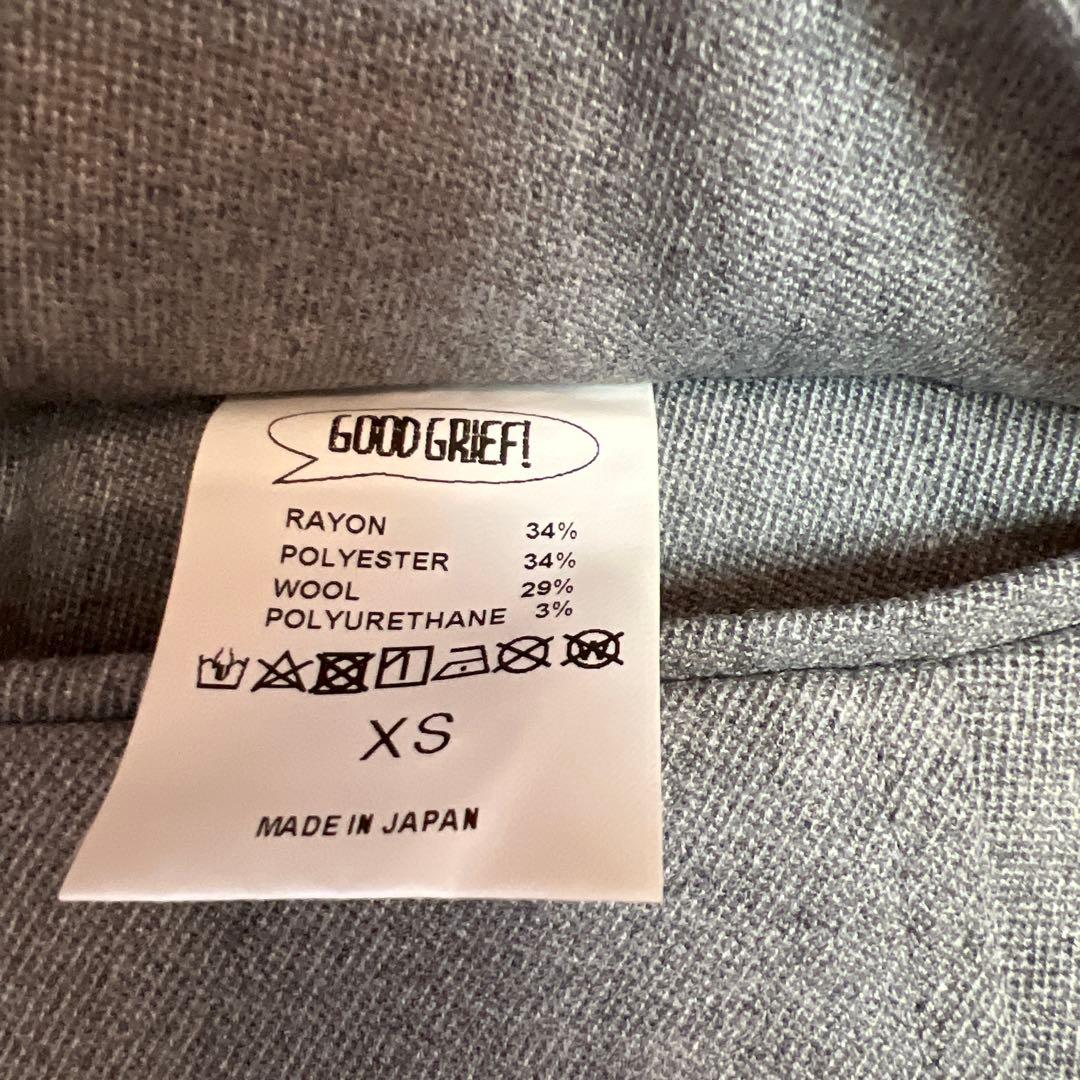 GOOD GRIEF!
RAYON 34%
POLYESTER 34%
WOOL 29%
POLYURETHANE 3%
W
XS
MADE IN JAPAN